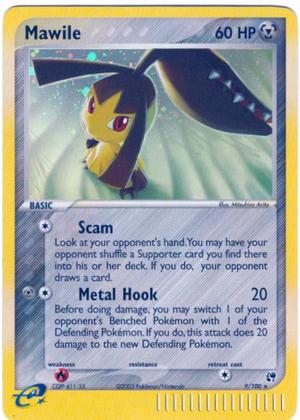 Mawile 60 HP
Illus. Mitsuhiro Arita
BASIC
Scam
Look at your opponent's hand. You may have your
opponent shuffle a Supporter card you find there
into his or her deck. If you do, your opponent
draws a card.
Metal Hook 20
Before doing damage, you may switch 1 of your
opponent's Benched Pokémon with 1 of the
Defending Pokémon. If you do, this attack does 20
damage to the new Defending Pokémon.
weakness resistance retreat cost
©2003 Pokémon/Nintendo 9/100
e